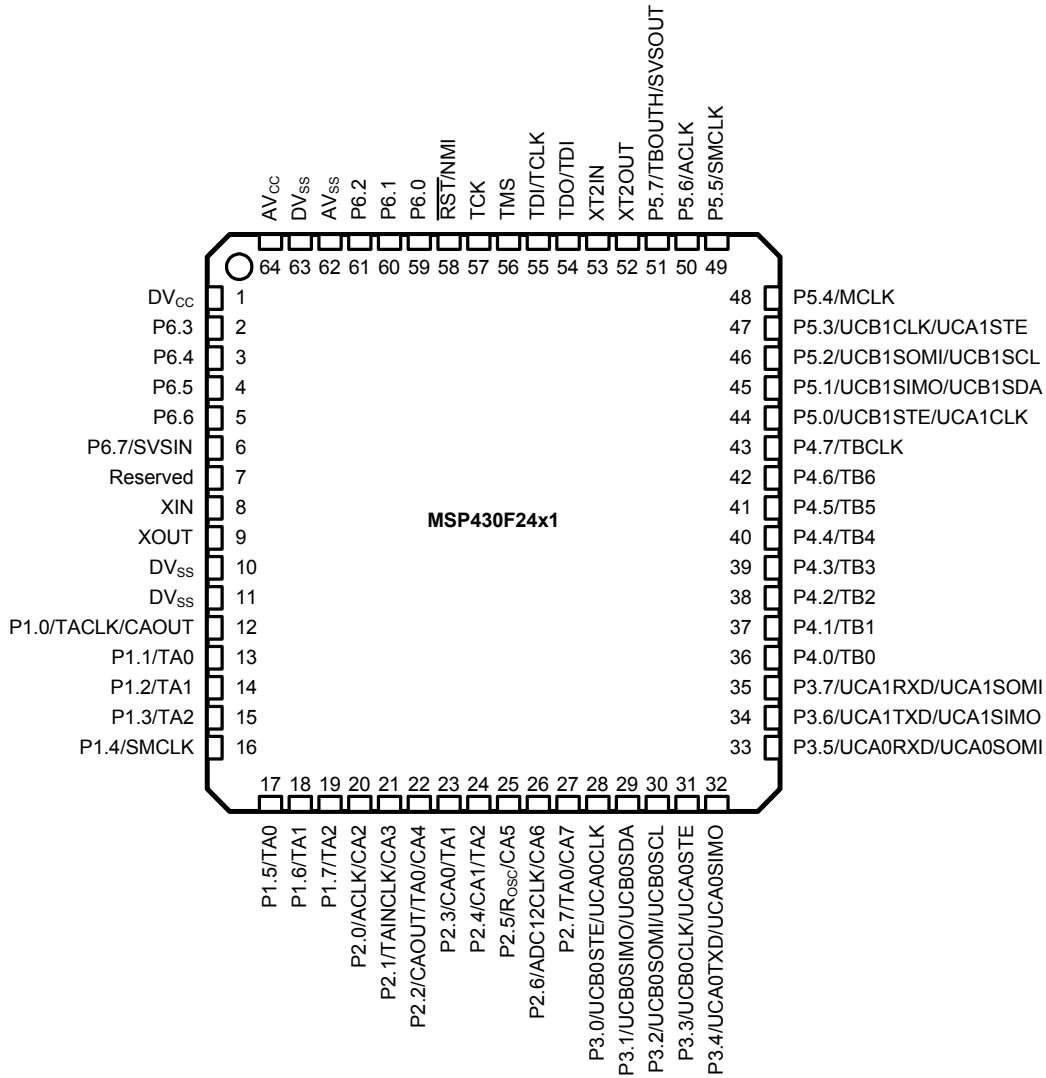 AVCC
DVSS
AVSS
P6.2
P6.1
P6.0
RST/NMI
TCK
TMS
TDI/TCLK
TDO/TDI
XT2IN
XT2OUT
P5.7/TBOUTH/SVSOUT
P5.6/ACLK
P5.5/SMCLK
64 63 62 61 60 59 58 57 56 55 54 53 52 51 50 49
DVCC 1
P6.3 2
P6.4 3
P6.5 4
P6.6 5
P6.7/SVSIN 6
Reserved 7
XIN 8
XOUT 9
DVSS 10
DVSS 11
P1.0/TACLK/CAOUT 12
P1.1/TA0 13
P1.2/TA1 14
P1.3/TA2 15
P1.4/SMCLK 16
MSP430F24x1
48 P5.4/MCLK
47 P5.3/UCB1CLK/UCA1STE
46 P5.2/UCB1SOMI/UCB1SCL
45 P5.1/UCB1SIMO/UCB1SDA
44 P5.0/UCB1STE/UCA1CLK
43 P4.7/TBCLK
42 P4.6/TB6
41 P4.5/TB5
40 P4.4/TB4
39 P4.3/TB3
38 P4.2/TB2
37 P4.1/TB1
36 P4.0/TB0
35 P3.7/UCA1RXD/UCA1SOMI
34 P3.6/UCA1TXD/UCA1SIMO
33 P3.5/UCA0RXD/UCA0SOMI
17 18 19 20 21 22 23 24 25 26 27 28 29 30 31 32
P1.5/TA0
P1.6/TA1
P1.7/TA2
P2.0/ACLK/CA2
P2.1/TAINCLK/CA3
P2.2/CAOUT/TA0/CA4
P2.3/CA0/TA1
P2.4/CA1/TA2
P2.5/ROSC/CA5
P2.6/ADC12CLK/CA6
P2.7/TA0/CA7
P3.0/UCB0STE/UCA0CLK
P3.1/UCB0SIMO/UCB0SDA
P3.2/UCB0SOMI/UCB0SCL
P3.3/UCB0CLK/UCA0STE
P3.4/UCA0TXD/UCA0SIMO